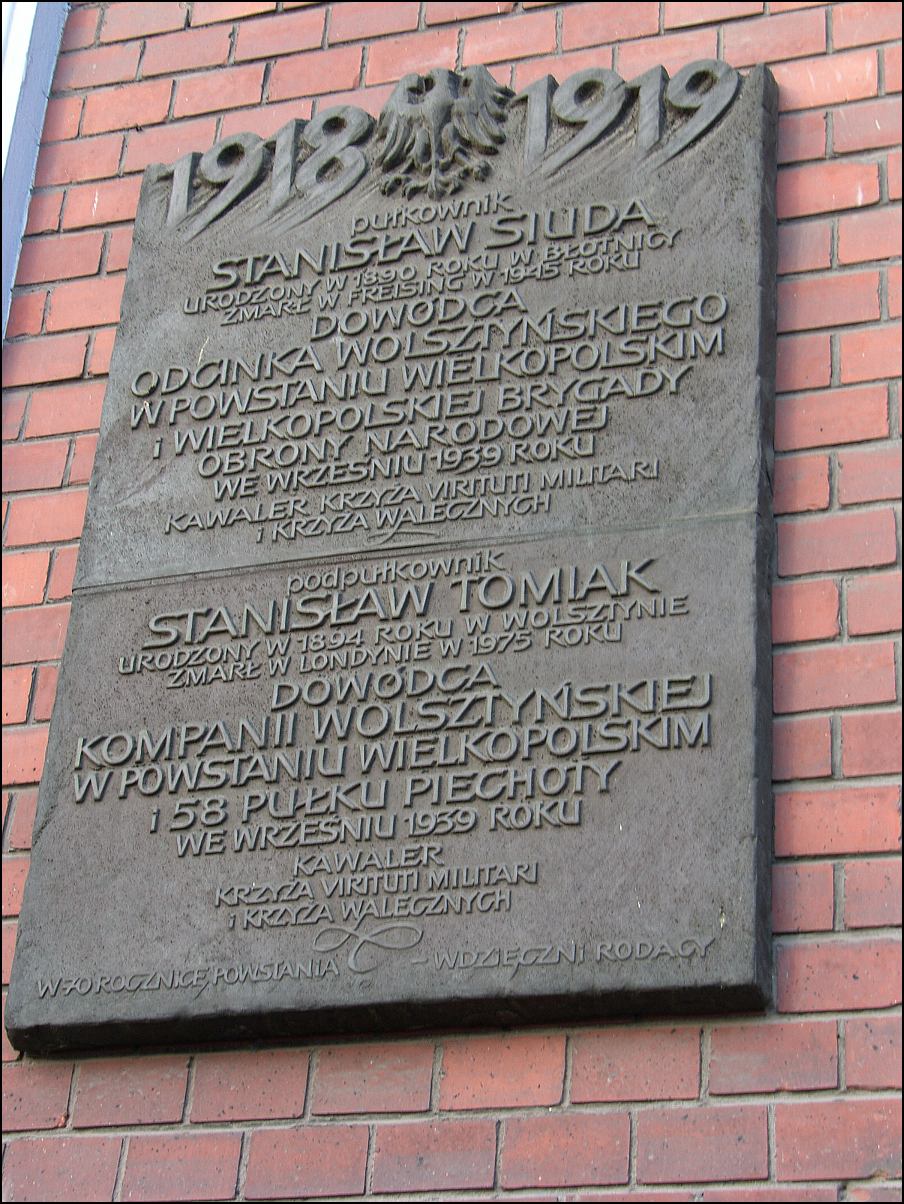 1918 1919
pułkownik
STANISŁAW SIUDA
URODZONY W 1890 ROKU W BŁOTNICY
ZMARŁ W FREISING W 1945 ROKU
DOWÓDCA
ODCINKA WOLSZTYŃSKIEGO
W POWSTANIU WIELKOPOLSKIM
i WIELKOPOLSKIEJ BRYGADY
OBRONY NARODOWEJ
WE WRZEŚNIU 1939 ROKU
KAWALER KRZYŻA VIRITUTI MILITARI
i KRZYŻA WALECZNYCH
podpułkownik
STANISŁAW TOMIAK
URODZONY W 1894 ROKU W WOLSZTYNIE
ZMARŁ W LONDYNIE W 1975 ROKU
DOWÓDCA
KOMPANII WOLSZTYŃSKIEJ
W POWSTANIU WIELKOPOLSKIM
i 58 PUŁKU PIECHOTY
WE WRZEŚNIU 1939 ROKU
KAWALER
KRZYŻA VIRITUTI MILITARI
i KRZYŻA WALECZNYCH
W 70 ROCZNICĘ POWSTANIA - WDZIĘCZNI RODACY